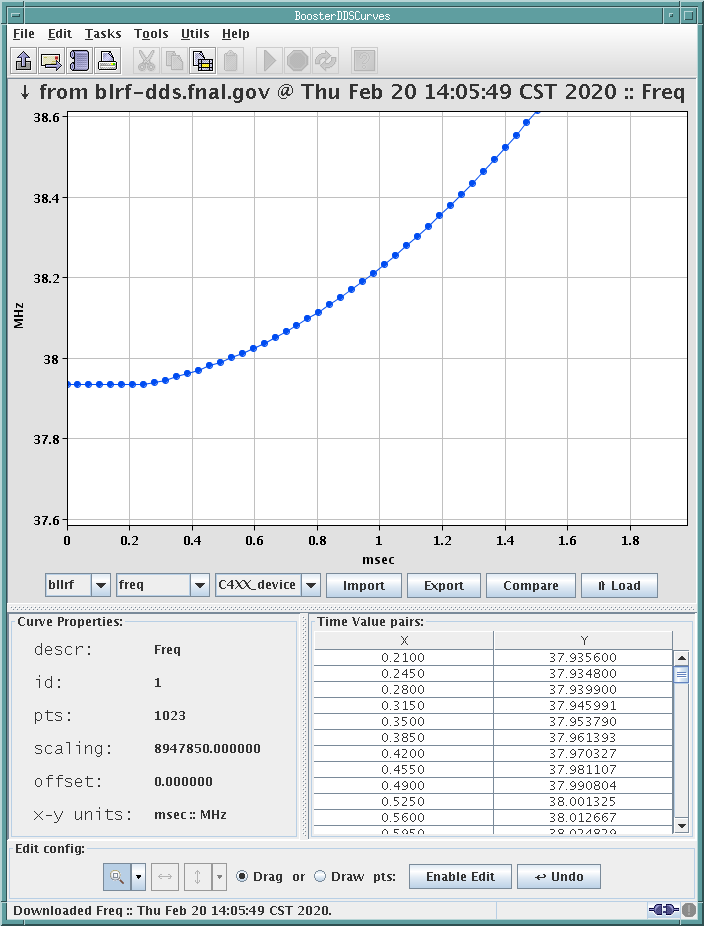 BoosterDDSCurves
File Edit Tasks Tools Utils Help
↓ from blrf-dds.fnal.gov @ Thu Feb 20 14:05:49 CST 2020 :: Freq
38.6
38.4
38.2
MHz
38
37.8
37.6
0 0.2 0.4 0.6 0.8 1 1.2 1.4 1.6 1.8
msec
bllrf freq C4XX_device Import Export Compare ⇑ Load
Curve Properties:
descr: Freq
id: 1
pts: 1023
scaling: 8947850.000000
offset: 0.000000
x-y units: msec :: MHz
Time Value pairs:
X Y
0.2100 37.935600
0.2450 37.934800
0.2800 37.939900
0.3150 37.945991
0.3500 37.953790
0.3850 37.961393
0.4200 37.970327
0.4550 37.981107
0.4900 37.990804
0.5250 38.001325
0.5600 38.012667
0.5950 38.024829
Edit config:
Drag or Draw pts: Enable Edit ↩ Undo
Downloaded Freq :: Thu Feb 20 14:05:49 CST 2020.